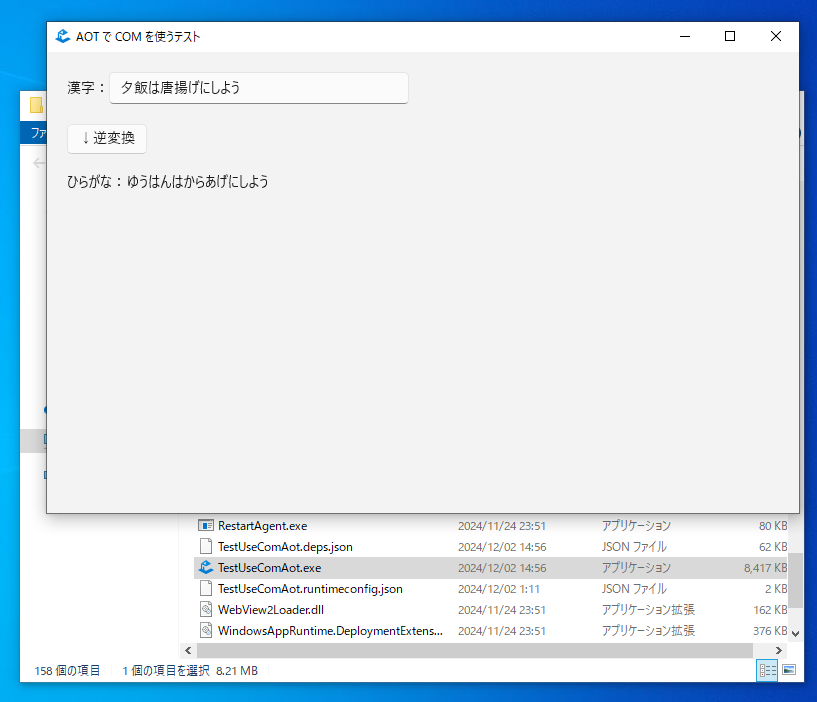 AOT で COM を使うテスト
漢字：
夕飯は唐揚げにしよう
↓逆変換
ひらがな：ゆうはんはからあげにしよう
ファ
RestartAgent.exe 2024/11/24 23:51 アプリケーション 80 KB
TestUseComAot.deps.json 2024/12/02 14:56 JSON ファイル 62 KB
TestUseComAot.exe 2024/12/02 14:56 アプリケーション 8,417 KB
TestUseComAot.runtimeconfig.json 2024/12/02 1:11 JSON ファイル 2 KB
WebView2Loader.dll 2024/11/24 23:51 アプリケーション拡張 162 KB
WindowsAppRuntime.DeploymentExtens... 2024/11/24 23:51 アプリケーション拡張 376 KB
158 個の項目 1 個の項目を選択 8.21 MB